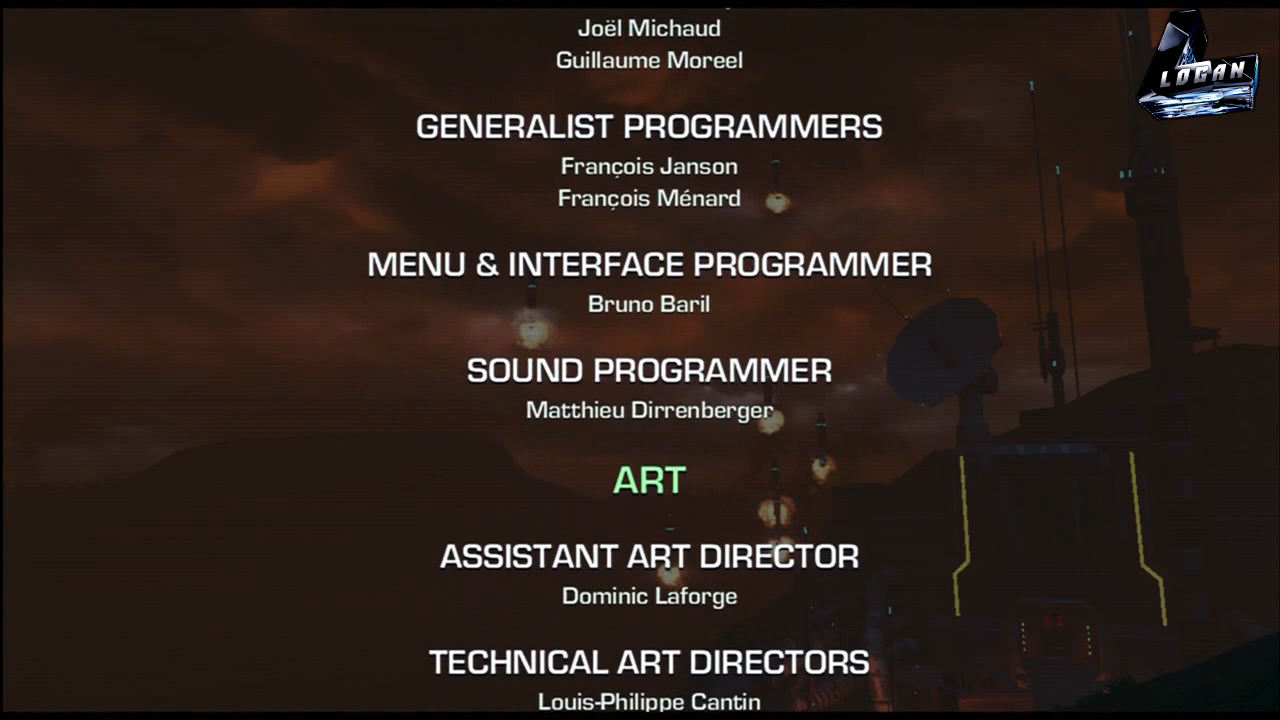 Joël Michaud
Guillaume Moreel
GENERALIST PROGRAMMERS
François Janson
François Ménard
MENU & INTERFACE PROGRAMMER
Bruno Baril
SOUND PROGRAMMER
Matthieu Dirrenberger
ART
ASSISTANT ART DIRECTOR
Dominic Laforge
TECHNICAL ART DIRECTORS
Louis-Philippe Cantin
LOGAN